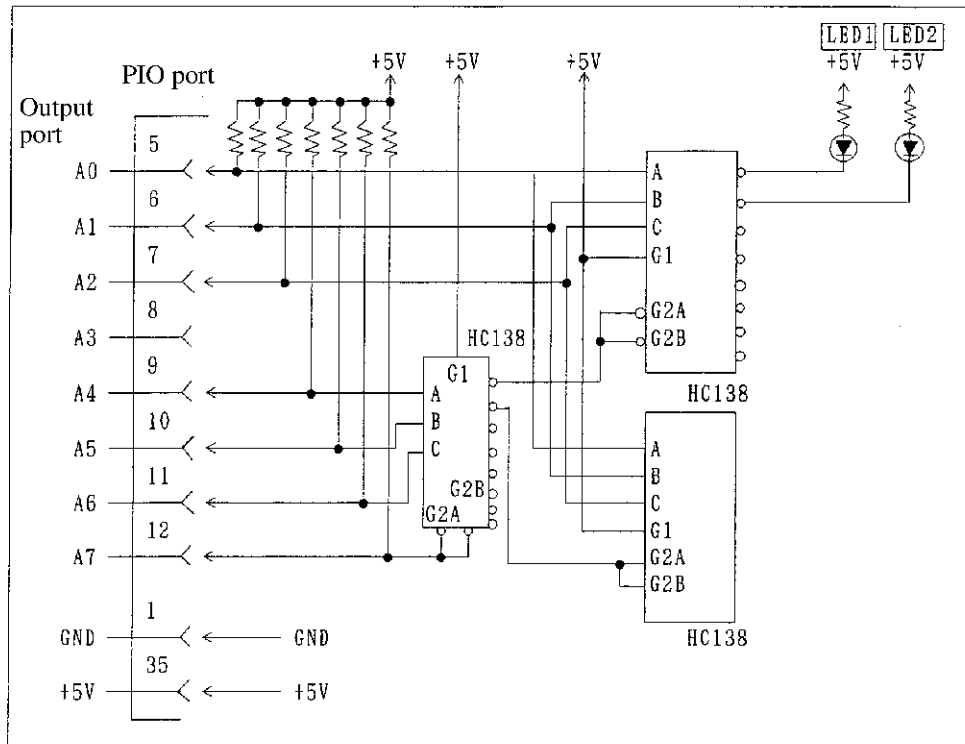 LED1 LED2
+5V +5V
+5V +5V +5V
PIO port
Output
port
5
A0
6
A1
7
A2
8
A3
9
A4
10
A5
11
A6
12
A7
1
GND GND
35
+5V +5V
HC138
G1
A
B
C
G2B
G2A
A
B
C
G1
G2A
G2B
HC138
A
B
C
G1
G2A
G2B
HC138